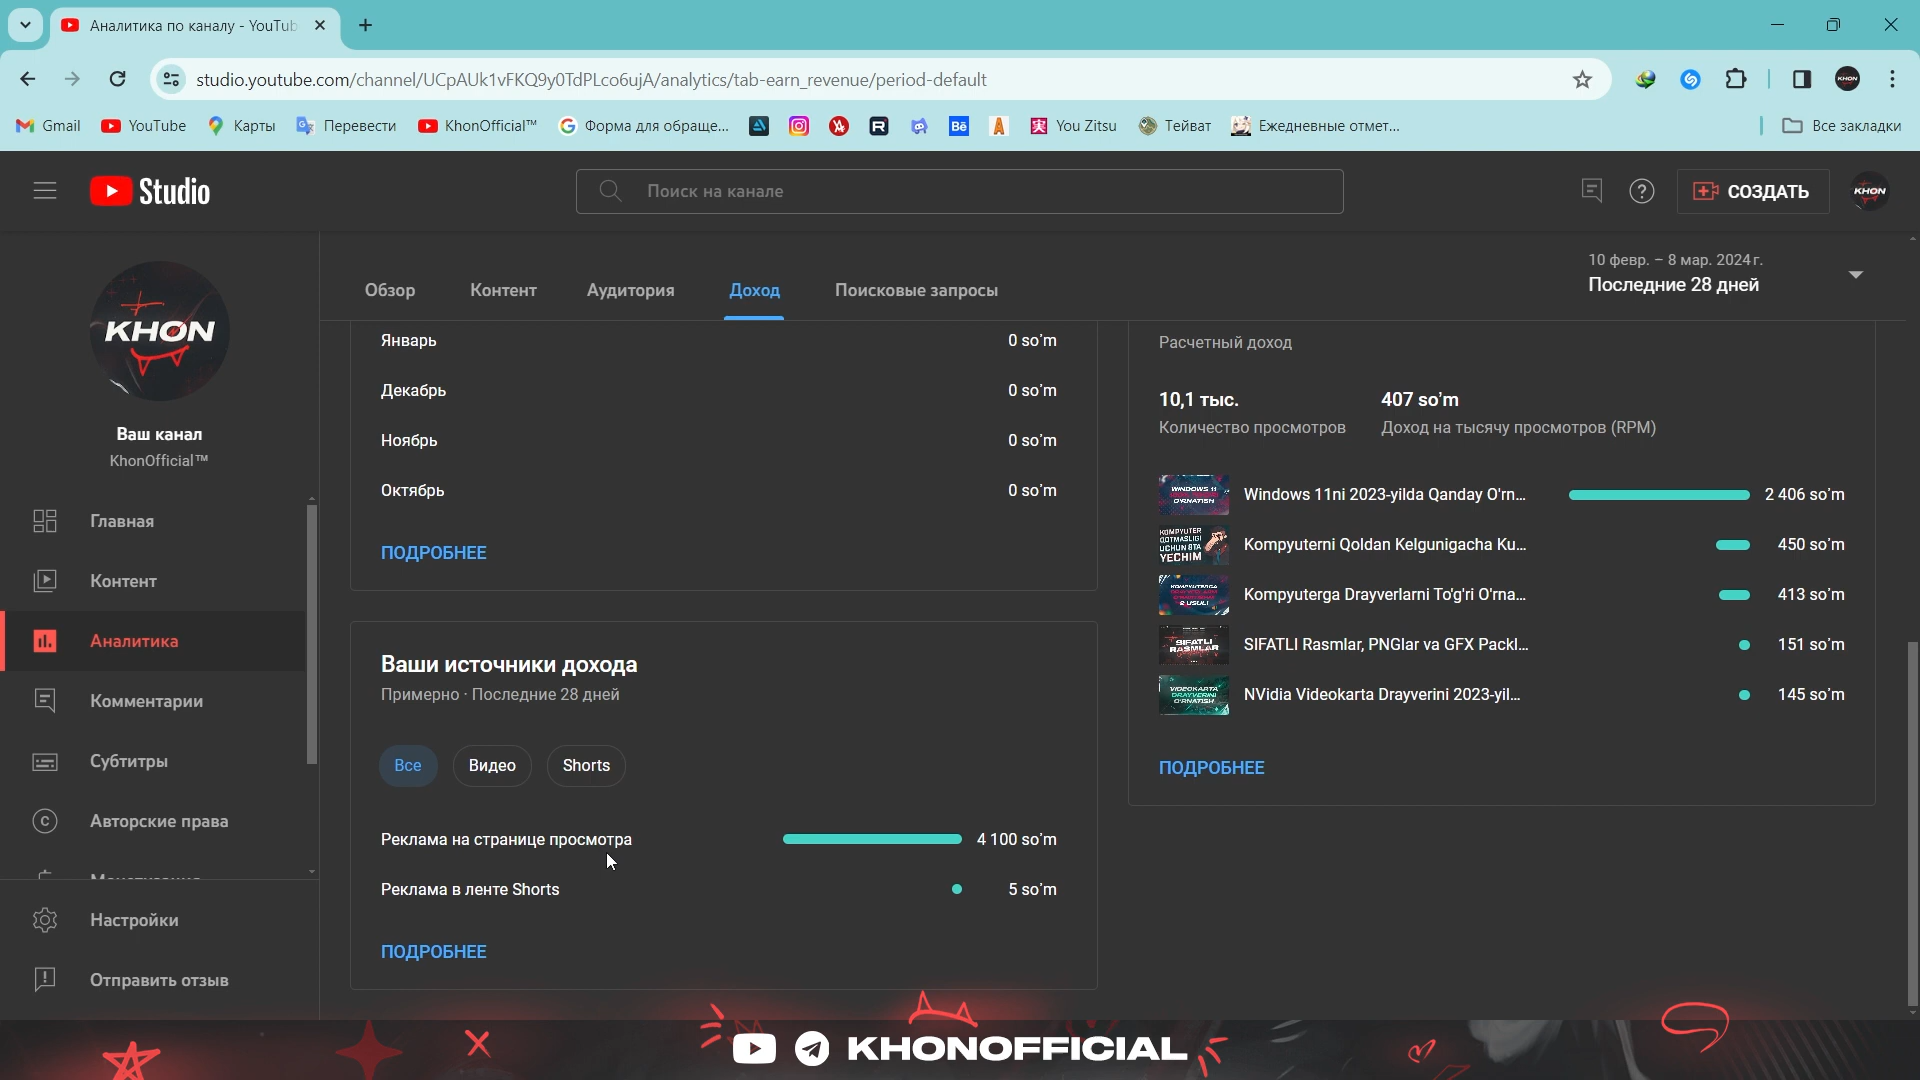 Аналитика по каналу - YouTub
studio.youtube.com/channel/UCpAUk1vFKQ9y0TdPLco6ujA/analytics/tab-earn_revenue/period-default
Gmail
YouTube
Карты
Перевести
KhonOfficial™
Форма для обраще...
You Zitsu
Тейват
Ежедневные отмет...
Все закладки
Studio
Поиск на канале
СОЗДАТЬ
KHON
KHON
Ваш канал
KhonOfficial™
Главная
Контент
Аналитика
Комментарии
Субтитры
Авторские права
Настройки
Отправить отзыв
Обзор
Контент
Аудитория
Доход
Поисковые запросы
10 февр. – 8 мар. 2024 г.
Последние 28 дней
Январь 0 so'm
Декабрь 0 so'm
Ноябрь 0 so'm
Октябрь 0 so'm
ПОДРОБНЕЕ
Ваши источники дохода
Примерно · Последние 28 дней
Все
Видео
Shorts
Реклама на странице просмотра 4 100 so'm
Реклама в ленте Shorts 5 so'm
ПОДРОБНЕЕ
Расчетный доход
10,1 тыс.
Количество просмотров
407 so'm
Доход на тысячу просмотров (RPM)
Windows 11ni 2023-yilda Qanday O'rn... 2 406 so'm
Kompyuterni Qoldan Kelgunigacha Ku... 450 so'm
Kompyuterga Drayverlarni To'g'ri O'rna... 413 so'm
SIFATLI Rasmlar, PNGlar va GFX Packl... 151 so'm
NVidia Videokarta Drayverini 2023-yil... 145 so'm
ПОДРОБНЕЕ
KHONOFFICIAL